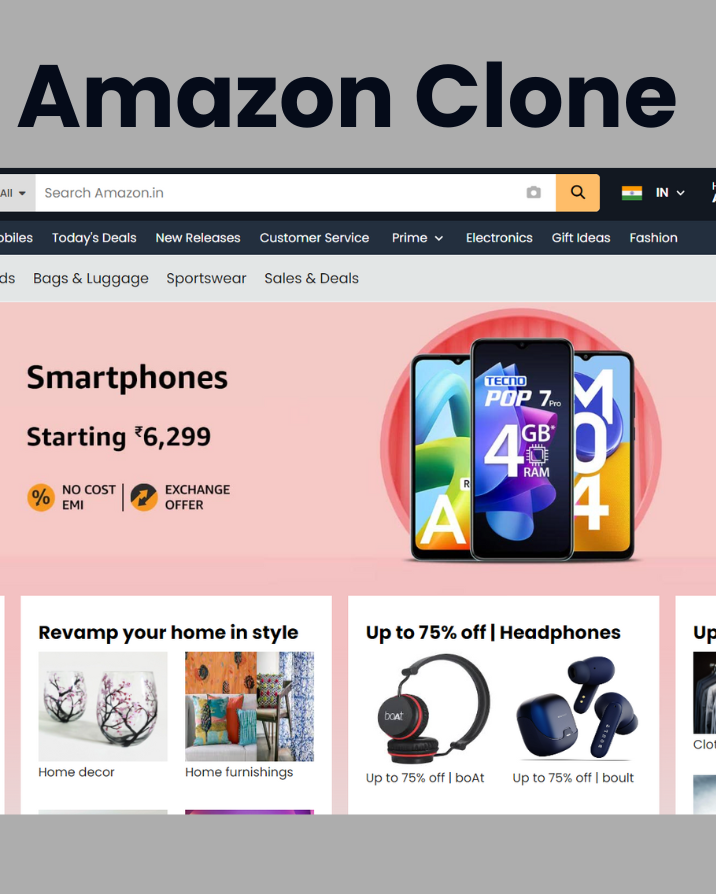 Amazon Clone
All
Search Amazon.in
IN
Today's Deals New Releases Customer Service Prime Electronics Gift Ideas Fashion
Bags & Luggage Sportswear Sales & Deals
Smartphones
Starting ₹6,299
NO COST EMI
EXCHANGE OFFER
TECNO
POP 7 Pro
4 GB*
RAM
A
M
04
Revamp your home in style
Home decor
Home furnishings
Up to 75% off | Headphones
boAt
BOULT
Up to 75% off | boAt
Up to 75% off | boult
Up